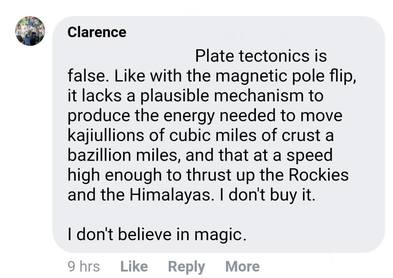 Clarence
Plate tectonics is
false. Like with the magnetic pole flip,
it lacks a plausible mechanism to
produce the energy needed to move
kajiullions of cubic miles of crust a
bazillion miles, and that at a speed
high enough to thrust up the Rockies
and the Himalayas. I don't buy it.
I don't believe in magic.
9 hrs Like Reply More